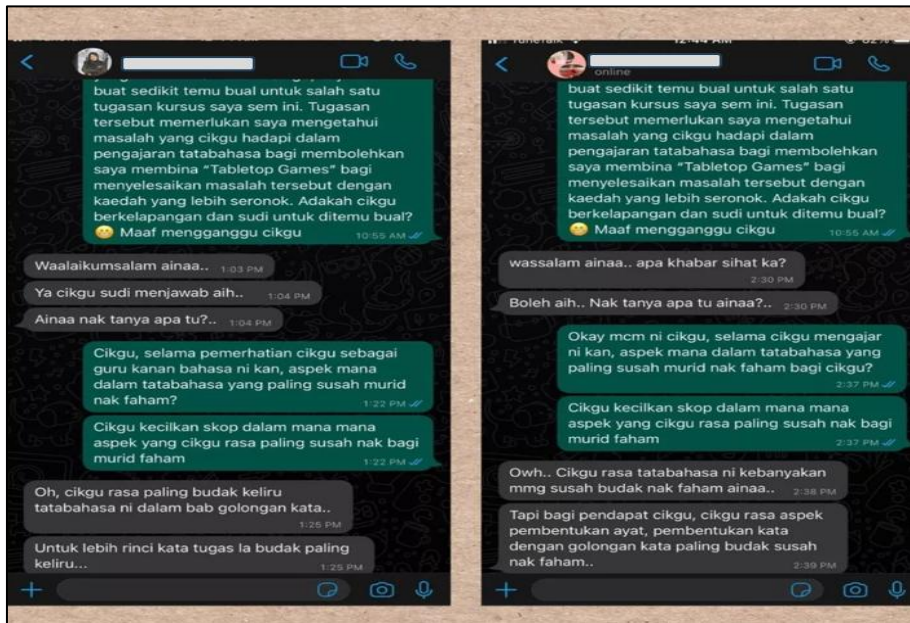 buat sedikit temu bual untuk salah satu
tugasan kursus saya sem ini. Tugasan
tersebut memerlukan saya mengetahui
masalah yang cikgu hadapi dalam
pengajaran tatabahasa bagi membolehkan
saya membina “Tabletop Games” bagi
menyelesaikan masalah tersebut dengan
kaedah yang lebih seronok. Adakah cikgu
berkelapangan dan sudi untuk ditemu bual?
🤭 Maaf mengganggu cikgu 10:55 AM
Waalaikumsalam ainaa.. 1:03 PM
Ya cikgu sudi menjawab aih.. 1:04 PM
Ainaa nak tanya apa tu?.. 1:04 PM
Cikgu, selama pemerhatian cikgu sebagai
guru kanan bahasa ni kan, aspek mana
dalam tatabahasa yang paling susah murid
nak faham?
1:22 PM
Cikgu kecilkan skop dalam mana mana
aspek yang cikgu rasa paling susah nak bagi
murid faham 1:22 PM
Oh, cikgu rasa paling budak keliru
tatabahasa ni dalam bab golongan kata..
1:25 PM
Untuk lebih rinci kata tugas la budak paling
keliru... 1:25 PM
12:44 AM
online
buat sedikit temu bual untuk salah satu
tugasan kursus saya sem ini. Tugasan
tersebut memerlukan saya mengetahui
masalah yang cikgu hadapi dalam
pengajaran tatabahasa bagi membolehkan
saya membina “Tabletop Games” bagi
menyelesaikan masalah tersebut dengan
kaedah yang lebih seronok. Adakah cikgu
berkelapangan dan sudi untuk ditemu bual?
🤭 Maaf mengganggu cikgu 10:55 AM
wassalam ainaa.. apa khabar sihat ka?
2:30 PM
Boleh aih.. Nak tanya apa tu ainaa?.. 2:30 PM
Okay mcm ni cikgu, selama cikgu mengajar
ni kan, aspek mana dalam tatabahasa yang
paling susah murid nak faham bagi cikgu?
2:37 PM
Cikgu kecilkan skop dalam mana mana
aspek yang cikgu rasa paling susah nak bagi
murid faham 2:37 PM
Owh.. Cikgu rasa tatabahasa ni kebanyakan
mmg susah budak nak faham ainaa.. 2:38 PM
Tapi bagi pendapat cikgu, cikgu rasa aspek
pembentukan ayat, pembentukan kata
dengan golongan kata paling budak susah
nak faham.. 2:39 PM